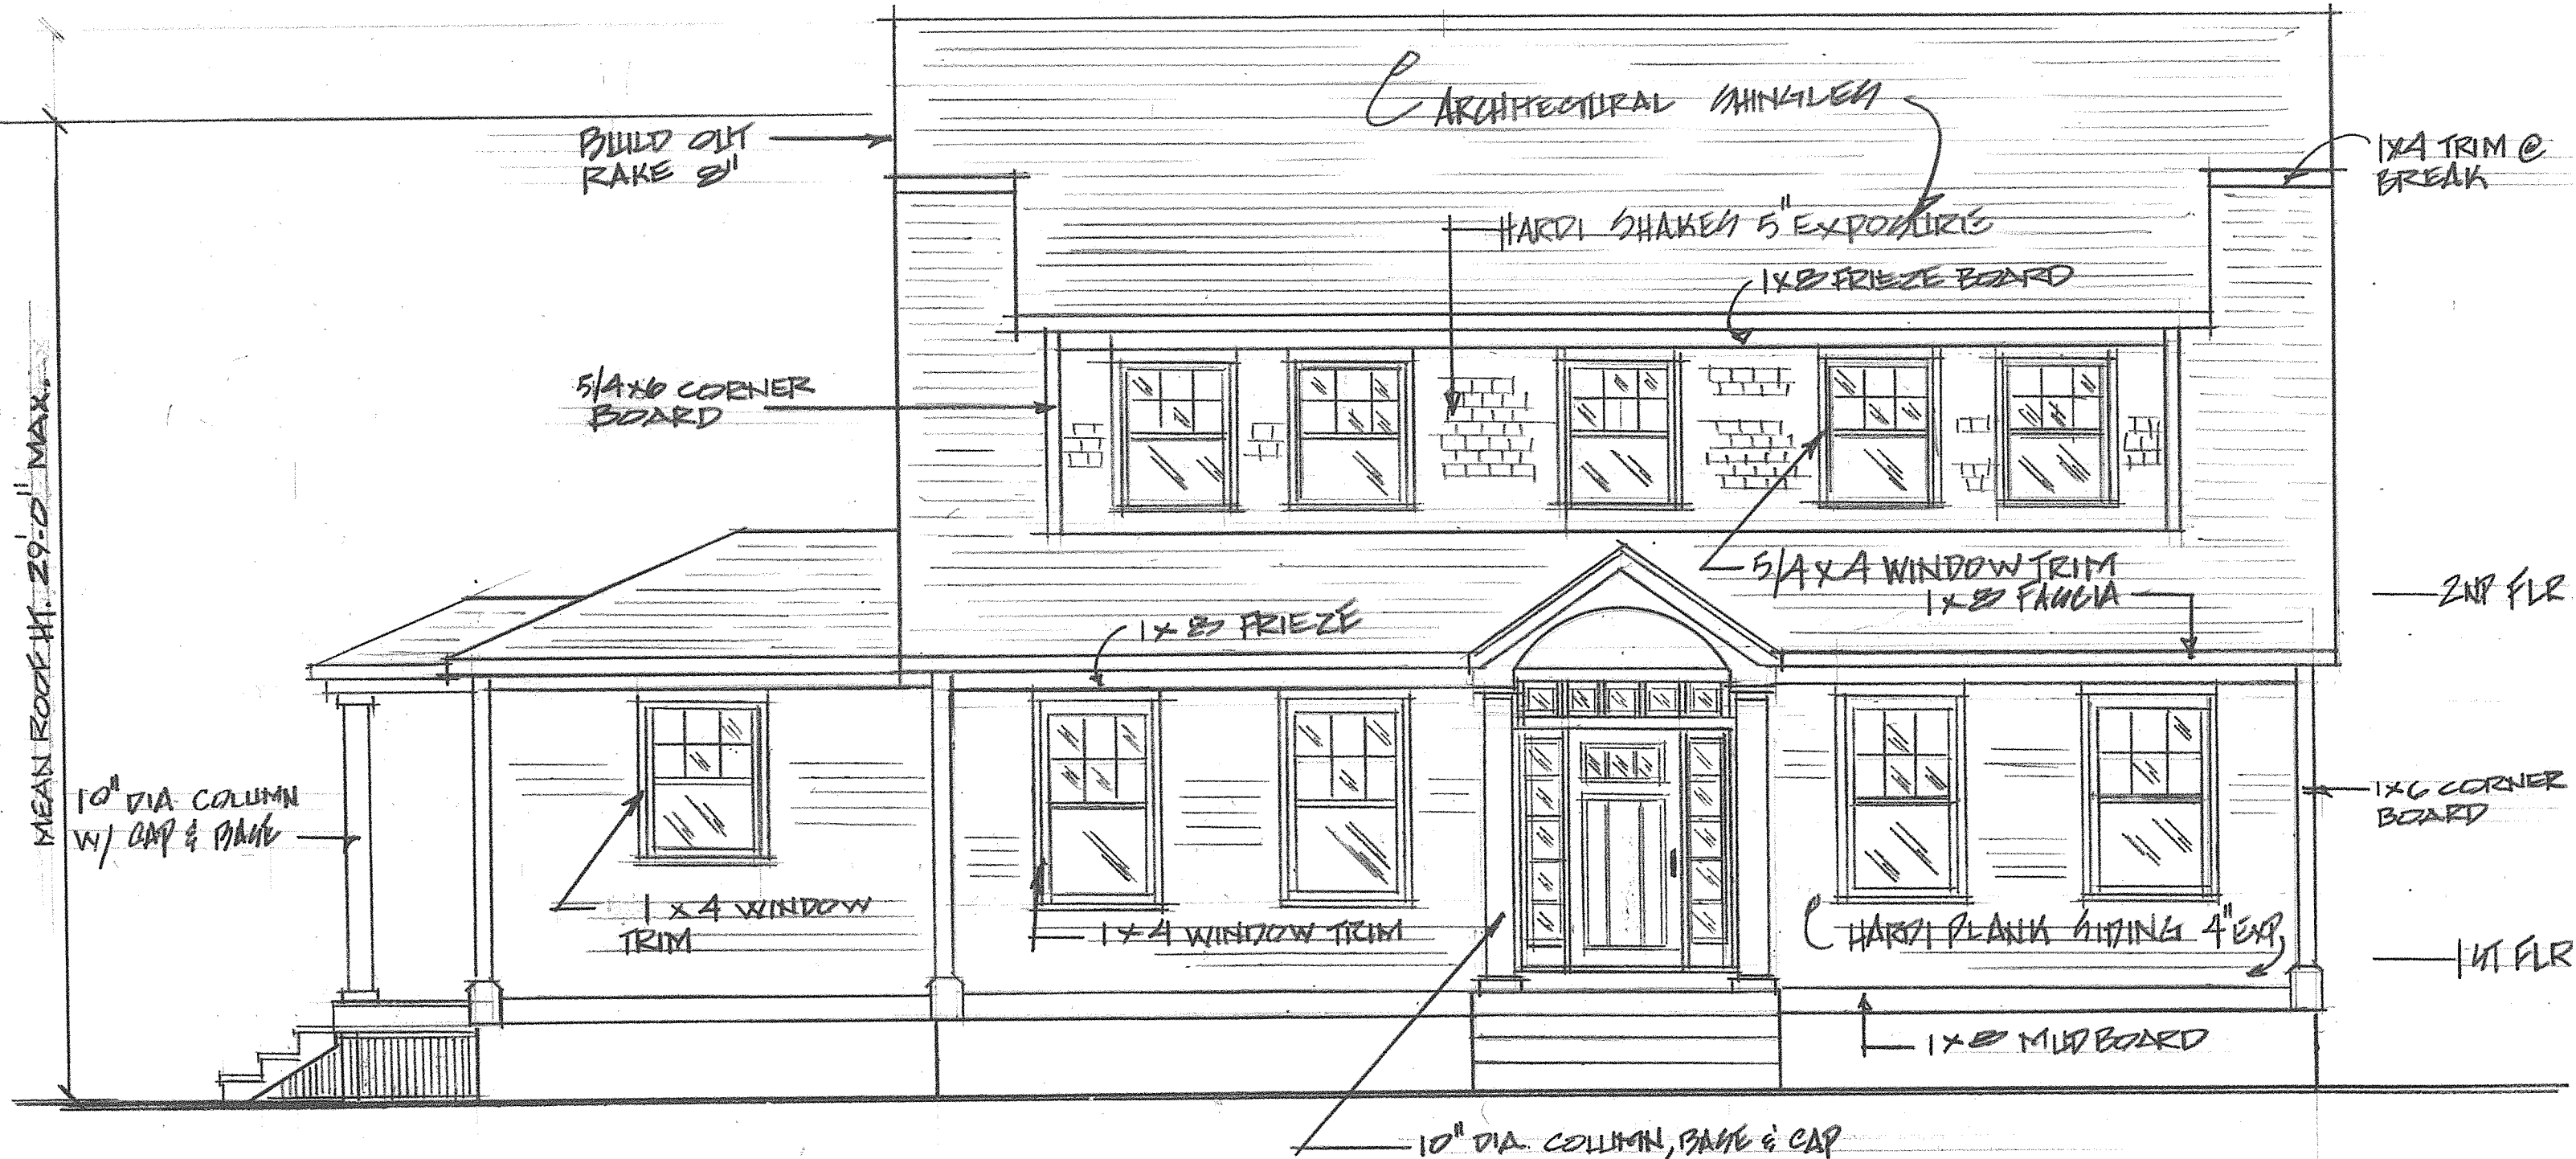 ARCHITECTURAL SHINGLES
BUILD OUT
RAKE 8"
1X4 TRIM @
BREAK
HARDI SHAKES 5" EXPOSURE
1X8 FRIEZE BOARD
5/4X6 CORNER
BOARD
MEAN ROOF HT. 29'-0" MAX.
5/4 X 4 WINDOW TRIM
1X8 FASCIA
2ND FLR
1X8 FRIEZE
10" DIA COLUMN
W/ CAP & BASE
1X6 CORNER
BOARD
1 X 4 WINDOW
TRIM
1 X 4 WINDOW TRIM
HARDI PLANK SIDING 4" EXP.
1ST FLR
1X8 MUDBOARD
10" DIA. COLUMN, BASE & CAP